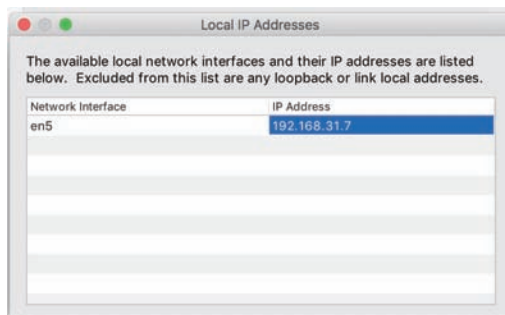 Local IP Addresses
The available local network interfaces and their IP addresses are listed
below. Excluded from this list are any loopback or link local addresses.
Network Interface IP Address
en5 192.168.31.7